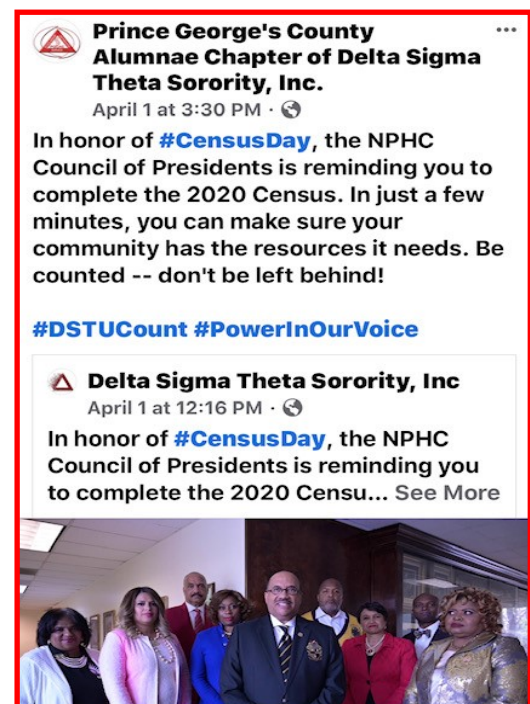 Prince George's County
Alumnae Chapter of Delta Sigma
Theta Sorority, Inc.
April 1 at 3:30 PM ·
In honor of #CensusDay, the NPHC
Council of Presidents is reminding you to
complete the 2020 Census. In just a few
minutes, you can make sure your
community has the resources it needs. Be
counted -- don't be left behind!
#DSTUCount #PowerInOurVoice
Delta Sigma Theta Sorority, Inc
April 1 at 12:16 PM ·
In honor of #CensusDay, the NPHC
Council of Presidents is reminding you
to complete the 2020 Censu... See More